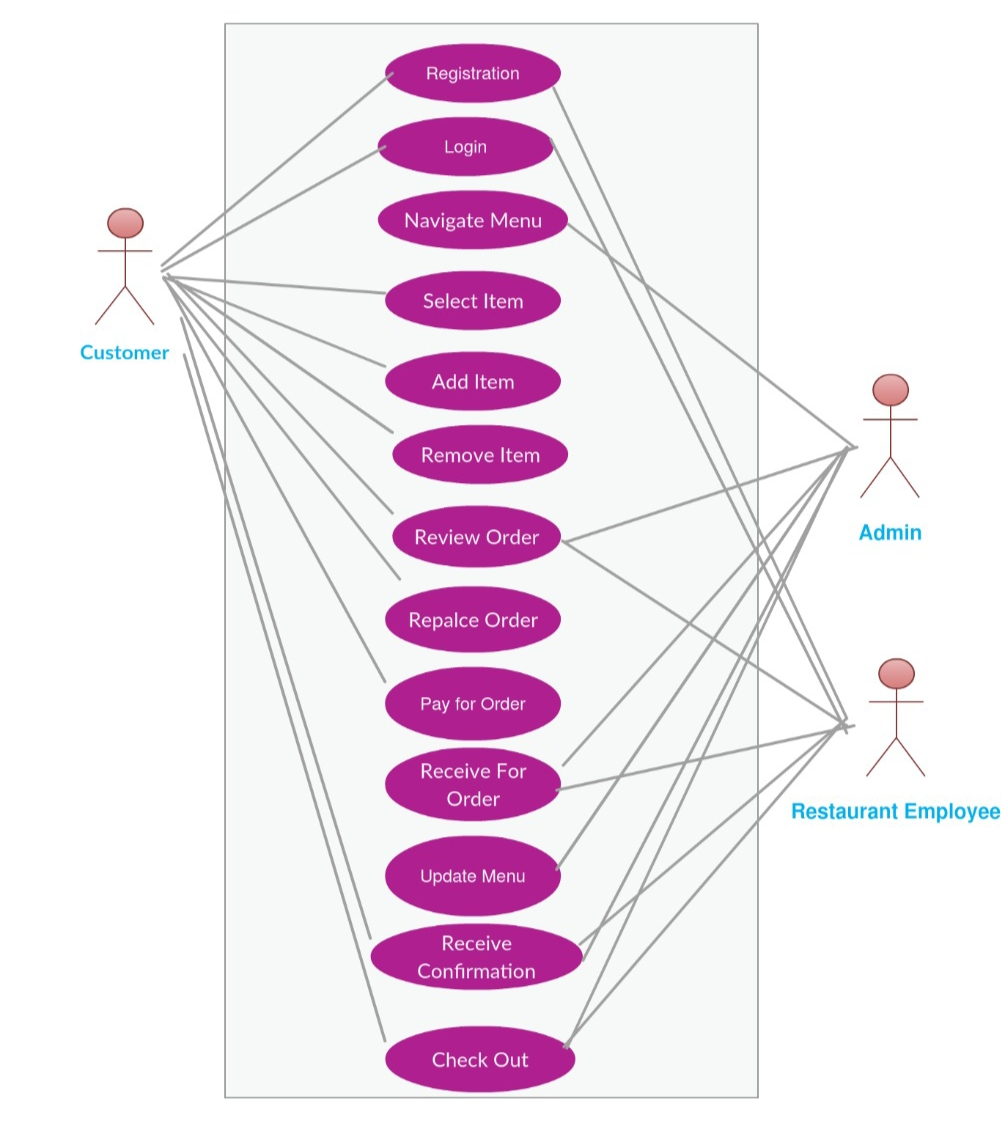 Registration
Login
Navigate Menu
Select Item
Customer
Add Item
Remove Item
Review Order
Admin
Repalce Order
Pay for Order
Receive For
Order
Restaurant Employee
Update Menu
Receive
Confirmation
Check Out